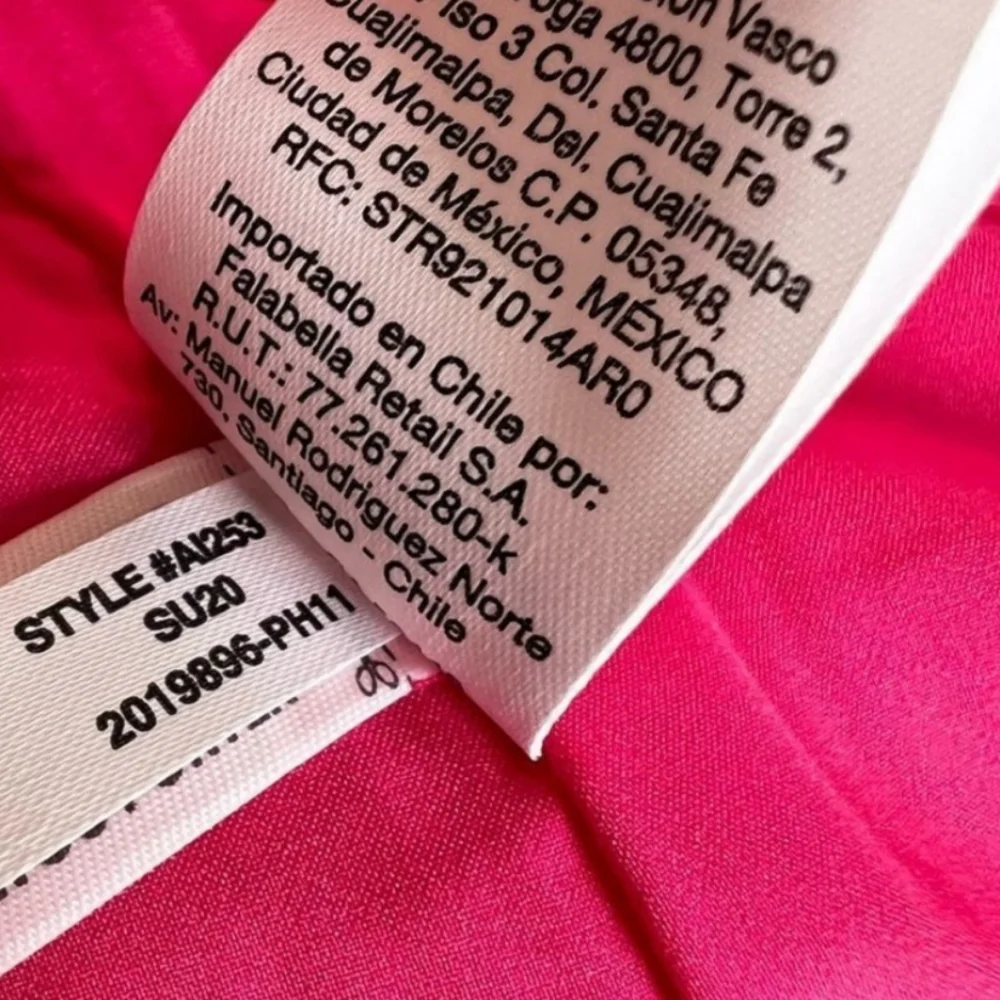 Vasco
4800, Torre 2,
Piso 3 Col. Santa Fe
Cuajimalpa, Del. Cuajimalpa
de Morelos C.P. 05348,
Ciudad de México, MÉXICO
RFC: STR921014AR0
Importado en Chile por:
Falabella Retail S.A.
R.U.T.: 77.261.280-k
Av: Manuel Rodriguez Norte
730. Santiago - Chile
STYLE #AI253
SU20
2019896-PH11